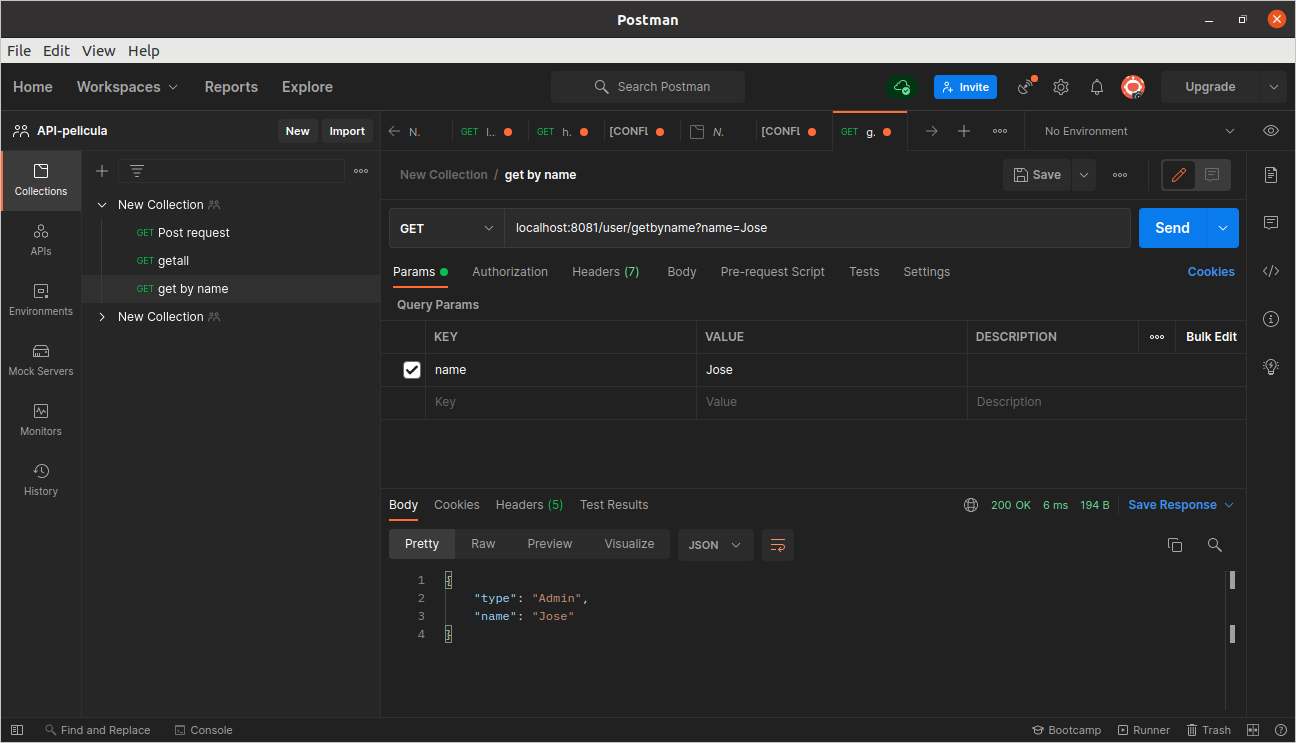 Postman
File Edit View Help
Home Workspaces Reports Explore Search Postman Invite Upgrade
API-pelicula New Import
N. GET l... GET h. [CONFL N. [CONFL GET g. No Environment
Collections
APIs
Environments
Mock Servers
Monitors
History
New Collection
GET Post request
GET getall
GET get by name
New Collection
New Collection / get by name Save
GET localhost:8081/user/getbyname?name=Jose Send
Params Authorization Headers (7) Body Pre-request Script Tests Settings Cookies
Query Params
KEY VALUE DESCRIPTION Bulk Edit
name Jose
Key Value Description
Body Cookies Headers (5) Test Results 200 OK 6 ms 194 B Save Response
Pretty Raw Preview Visualize JSON
1 {
2 "type": "Admin",
3 "name": "Jose"
4 }
Find and Replace Console Bootcamp Runner Trash